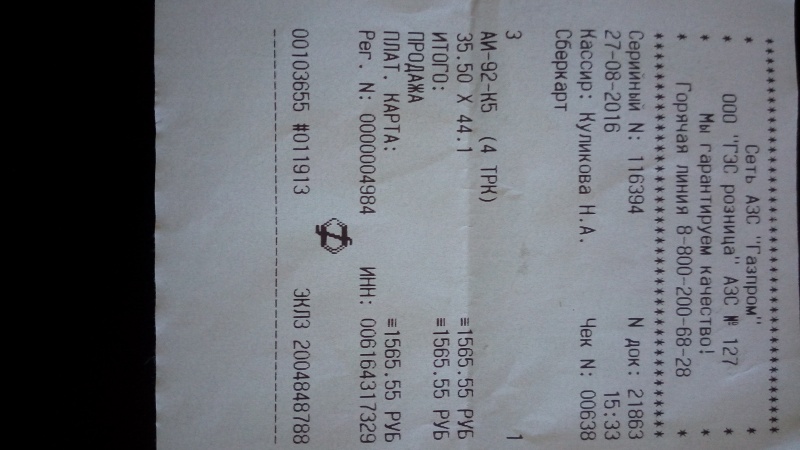 ********************************
* Сеть АЗС "Газпром" *
* ООО "ГЭС розница" АЗС № 127 *
* Мы гарантируем качество! *
* Горячая линия 8-800-200-68-28 *
********************************
Серийный N: 116394 N док: 21863
27-08-2016 15:33
Кассир: Куликова Н.А. Чек N: 00638
Сберкарт
3 1
АИ-92-К5 (4 ТРК)
35.50 X 44.1 ≡1565.55 РУБ
ИТОГО: ≡1565.55 РУБ
ПРОДАЖА
ПЛАТ. КАРТА: ≡1565.55 РУБ
Рег. N: 0000004984 ИНН: 006164317329
00103655 #011913 ЭКЛЗ 2004848788